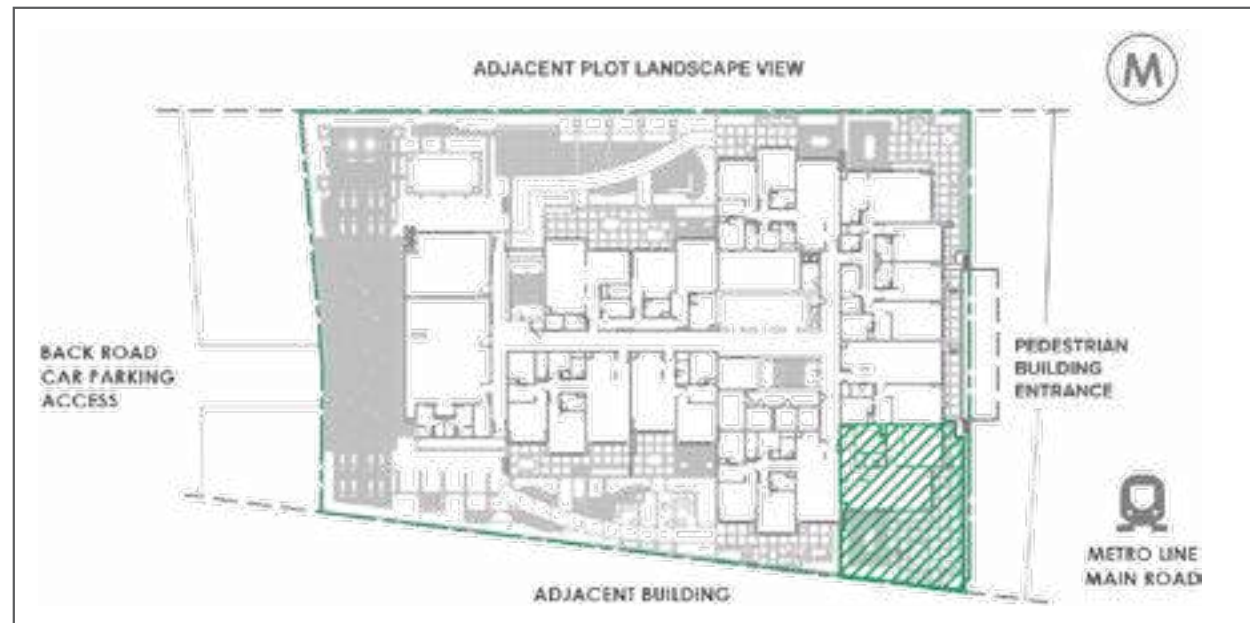 ADJACENT PLOT LANDSCAPE VIEW
M
BACK ROAD
CAR PARKING
ACCESS
PEDESTRIAN
BUILDING
ENTRANCE
METRO LINE
MAIN ROAD
ADJACENT BUILDING